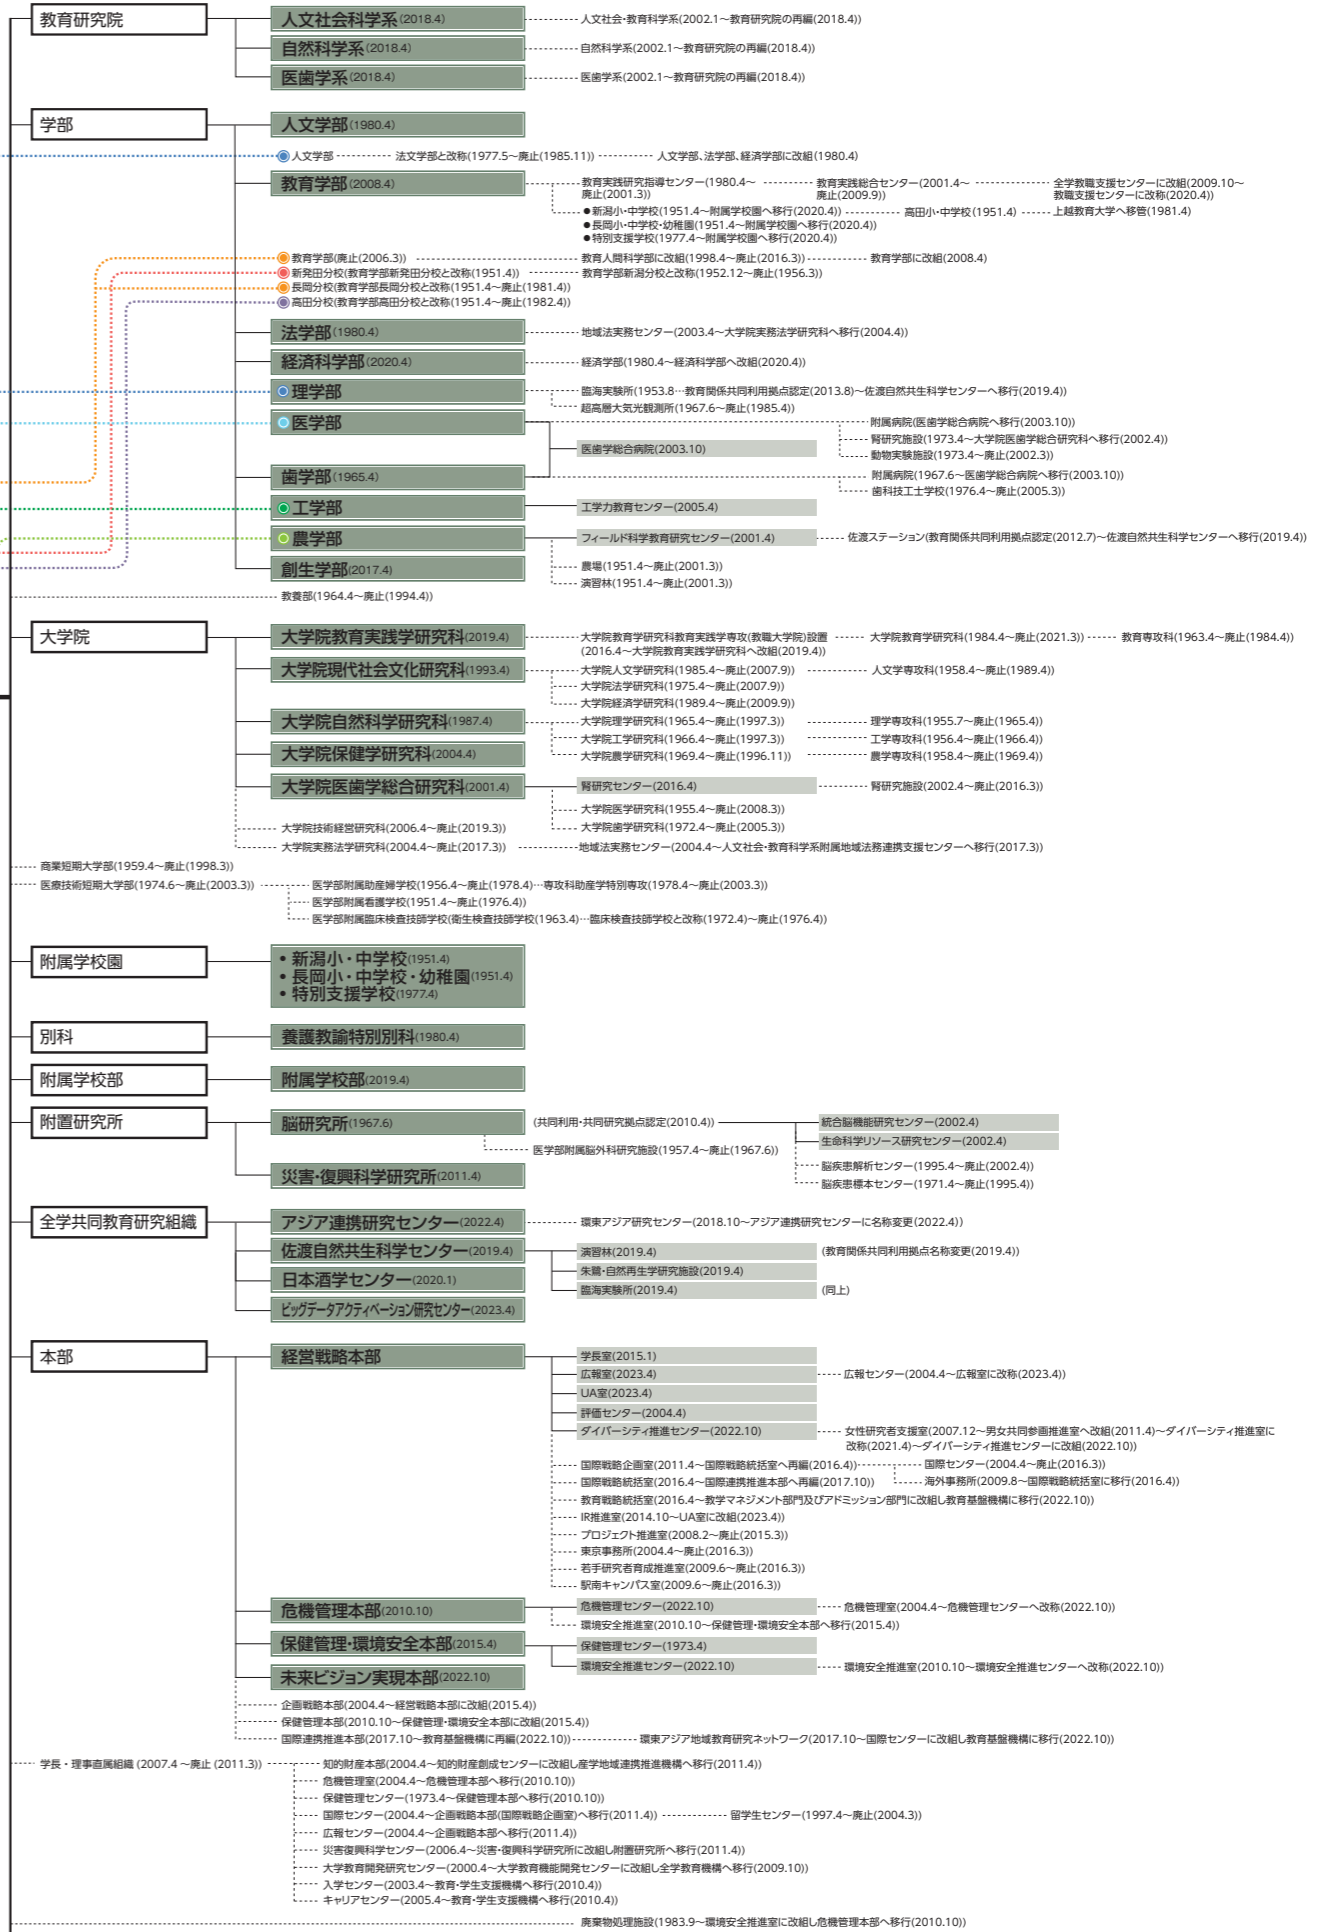 教育研究院
人文社会科学系(2018.4)
人文社会・教育科学系(2002.1～教育研究院の再編(2018.4))
自然科学系(2018.4)
自然科学系(2002.1～教育研究院の再編(2018.4))
医歯学系(2018.4)
医歯学系(2002.1～教育研究院の再編(2018.4))
学部
人文学部(1980.4)
人文学部
法文学部と改称(1977.5～廃止(1985.11))
人文学部、法学部、経済学部に改組(1980.4)
教育学部(2008.4)
教育実践研究指導センター(1980.4～
廃止(2001.3))
教育実践総合センター(2001.4～
廃止(2009.9))
全学教職支援センターに改組(2009.10～
教職支援センターに改称(2020.4))
●新潟小・中学校(1951.4～附属学校園へ移行(2020.4))
高田小・中学校(1951.4)
上越教育大学へ移管(1981.4)
●長岡小・中学校・幼稚園(1951.4～附属学校園へ移行(2020.4))
●特別支援学校(1977.4～附属学校園へ移行(2020.4))
教育学部(廃止(2006.3))
教育人間科学部に改組(1998.4～廃止(2016.3))
教育学部に改組(2008.4)
新発田分校(教育学部新発田分校と改称(1951.4))
教育学部新潟分校と改称(1952.12～廃止(1956.3))
長岡分校(教育学部長岡分校と改称(1951.4～廃止(1981.4))
高田分校(教育学部高田分校と改称(1951.4～廃止(1982.4))
法学部(1980.4)
地域法実務センター(2003.4～大学院実務法学研究科へ移行(2004.4))
経済科学部(2020.4)
経済学部(1980.4～経済科学部へ改組(2020.4))
理学部
臨海実験所(1953.8…教育関係共同利用拠点認定(2013.8)～佐渡自然共生科学センターへ移行(2019.4))
超高層大気光観測所(1967.6～廃止(1985.4))
医学部
附属病院(医歯学総合病院へ移行(2003.10))
腎研究施設(1973.4～大学院医歯学総合研究科へ移行(2002.4))
医歯学総合病院(2003.10)
動物実験施設(1973.4～廃止(2002.3))
歯学部(1965.4)
附属病院(1967.6～医歯学総合病院へ移行(2003.10))
歯科技工士学校(1976.4～廃止(2005.3))
工学部
工学力教育センター(2005.4)
農学部
フィールド科学教育研究センター(2001.4)
佐渡ステーション(教育関係共同利用拠点認定(2012.7)～佐渡自然共生科学センターへ移行(2019.4))
創生学部(2017.4)
農場(1951.4～廃止(2001.3))
演習林(1951.4～廃止(2001.3))
教養部(1964.4～廃止(1994.4))
大学院
大学院教育実践学研究科(2019.4)
大学院教育学研究科教育実践学専攻(教職大学院)設置
(2016.4～大学院教育実践学研究科へ改組(2019.4))
大学院教育学研究科(1984.4～廃止(2021.3))
教育専攻科(1963.4～廃止(1984.4))
大学院現代社会文化研究科(1993.4)
大学院人文学研究科(1985.4～廃止(2007.9))
人文学専攻科(1958.4～廃止(1989.4))
大学院法学研究科(1975.4～廃止(2007.9))
大学院経済学研究科(1989.4～廃止(2009.9))
大学院自然科学研究科(1987.4)
大学院理学研究科(1965.4～廃止(1997.3))
理学専攻科(1955.7～廃止(1965.4))
大学院工学研究科(1966.4～廃止(1997.3))
工学専攻科(1956.4～廃止(1966.4))
大学院保健学研究科(2004.4)
大学院農学研究科(1969.4～廃止(1996.11))
農学専攻科(1958.4～廃止(1969.4))
大学院医歯学総合研究科(2001.4)
腎研究センター(2016.4)
腎研究施設(2002.4～廃止(2016.3))
大学院医学研究科(1955.4～廃止(2008.3))
大学院歯学研究科(1972.4～廃止(2005.3))
大学院技術経営研究科(2006.4～廃止(2019.3))
大学院実務法学研究科(2004.4～廃止(2017.3))
地域法実務センター(2004.4～人文社会・教育科学系附属地域法務連携支援センターへ移行(2017.3))
商業短期大学部(1959.4～廃止(1998.3))
医療技術短期大学部(1974.6～廃止(2003.3))
医学部附属助産婦学校(1956.4～廃止(1978.4)…専攻科助産学特別専攻(1978.4～廃止(2003.3))
医学部附属看護学校(1951.4～廃止(1976.4))
医学部附属臨床検査技師学校(衛生検査技師学校(1963.4)…臨床検査技師学校と改称(1972.4)～廃止(1976.4))
附属学校園
• 新潟小・中学校(1951.4)
• 長岡小・中学校・幼稚園(1951.4)
• 特別支援学校(1977.4)
別科
養護教諭特別別科(1980.4)
附属学校部
附属学校部(2019.4)
附置研究所
脳研究所(1967.6)
(共同利用・共同研究拠点認定(2010.4))
統合脳機能研究センター(2002.4)
生命科学リソース研究センター(2002.4)
医学部附属脳外科研究施設(1957.4～廃止(1967.6))
脳疾患解析センター(1995.4～廃止(2002.4))
脳疾患標本センター(1971.4～廃止(1995.4))
災害・復興科学研究所(2011.4)
全学共同教育研究組織
アジア連携研究センター(2022.4)
環東アジア研究センター(2018.10～アジア連携研究センターに名称変更(2022.4))
佐渡自然共生科学センター(2019.4)
演習林(2019.4)
(教育関係共同利用拠点名称変更(2019.4))
朱鷺・自然再生学研究施設(2019.4)
日本酒学センター(2020.1)
臨海実験所(2019.4)
(同上)
ビッグデータアクティベーション研究センター(2023.4)
本部
経営戦略本部
学長室(2015.1)
広報室(2023.4)
広報センター(2004.4～広報室に改称(2023.4))
UA室(2023.4)
評価センター(2004.4)
ダイバーシティ推進センター(2022.10)
女性研究者支援室(2007.12～男女共同参画推進室へ改組(2011.4)～ダイバーシティ推進室に
改称(2021.4)～ダイバーシティ推進センターに改組(2022.10))
国際戦略企画室(2011.4～国際戦略統括室へ再編(2016.4))
国際センター(2004.4～廃止(2016.3))
国際戦略統括室(2016.4～国際連携推進本部へ再編(2017.10))
海外事務所(2009.8～国際戦略統括室に移行(2016.4))
教育戦略統括室(2016.4～教学マネジメント部門及びアドミッション部門に改組し教育基盤機構に移行(2022.10))
IR推進室(2014.10～UA室に改組(2023.4))
プロジェクト推進室(2008.2～廃止(2015.3))
東京事務所(2004.4～廃止(2016.3))
若手研究者育成推進室(2009.6～廃止(2016.3))
駅南キャンパス室(2009.6～廃止(2016.3))
危機管理本部(2010.10)
危機管理センター(2022.10)
危機管理室(2004.4～危機管理センターへ改称(2022.10))
環境安全推進室(2010.10～保健管理・環境安全本部へ移行(2015.4))
保健管理・環境安全本部(2015.4)
保健管理センター(1973.4)
環境安全推進センター(2022.10)
環境安全推進室(2010.10～環境安全推進センターへ改称(2022.10))
未来ビジョン実現本部(2022.10)
企画戦略本部(2004.4～経営戦略本部に改組(2015.4))
保健管理本部(2010.10～保健管理・環境安全本部に改組(2015.4))
国際連携推進本部(2017.10～教育基盤機構に再編(2022.10))
環東アジア地域教育研究ネットワーク(2017.10～国際センターに改組し教育基盤機構に移行(2022.10))
学長・理事直属組織 (2007.4 ～廃止 (2011.3))
知的財産本部(2004.4～知的財産創成センターに改組し産学地域連携推進機構へ移行(2011.4))
危機管理室(2004.4～危機管理本部へ移行(2010.10))
保健管理センター(1973.4～保健管理本部へ移行(2010.10))
国際センター(2004.4～企画戦略本部(国際戦略企画室)へ移行(2011.4))
留学生センター(1997.4～廃止(2004.3))
広報センター(2004.4～企画戦略本部へ移行(2011.4))
災害復興科学センター(2006.4～災害・復興科学研究所に改組し附置研究所へ移行(2011.4))
大学教育開発研究センター(2000.4～大学教育機能開発センターに改組し全学教育機構へ移行(2009.10))
入学センター(2003.4～教育・学生支援機構へ移行(2010.4))
キャリアセンター(2005.4～教育・学生支援機構へ移行(2010.4))
廃棄物処理施設(1983.9～環境安全推進室に改組し危機管理本部へ移行(2010.10))